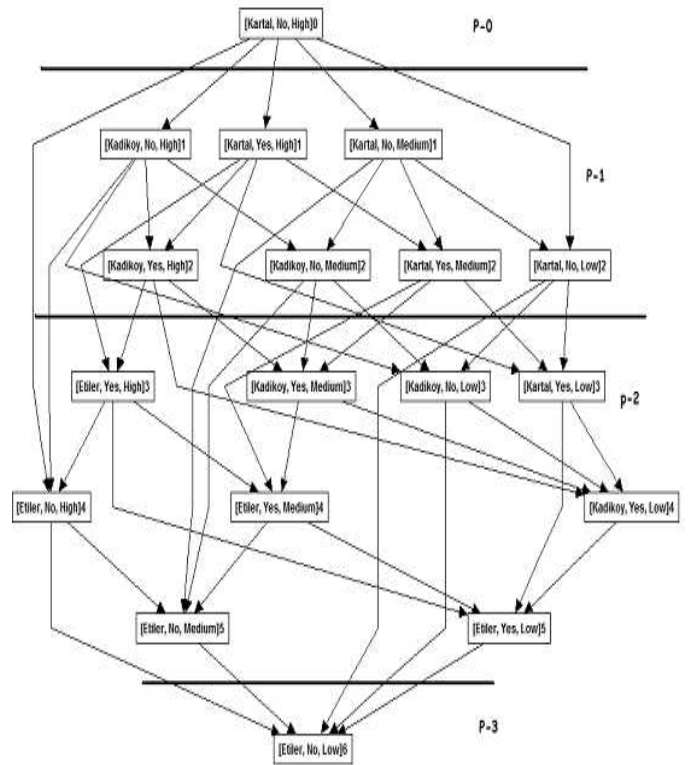 [Kartal, No, High]0
P-0
[Kadikoy, No, High]1
[Kartal, Yes, High]1
[Kartal, No, Medium]1
P-1
[Kadikoy, Yes, High]2
[Kadikoy, No, Medium]2
[Kartal, Yes, Medium]2
[Kartal, No, Low]2
[Etiler, Yes, High]3
[Kadikoy, Yes, Medium]3
[Kadikoy, No, Low]3
[Kartal, Yes, Low]3
P-2
[Etiler, No, High]4
[Etiler, Yes, Medium]4
[Kadikoy, Yes, Low]4
[Etiler, No, Medium]5
[Etiler, Yes, Low]5
P-3
[Etiler, No, Low]6